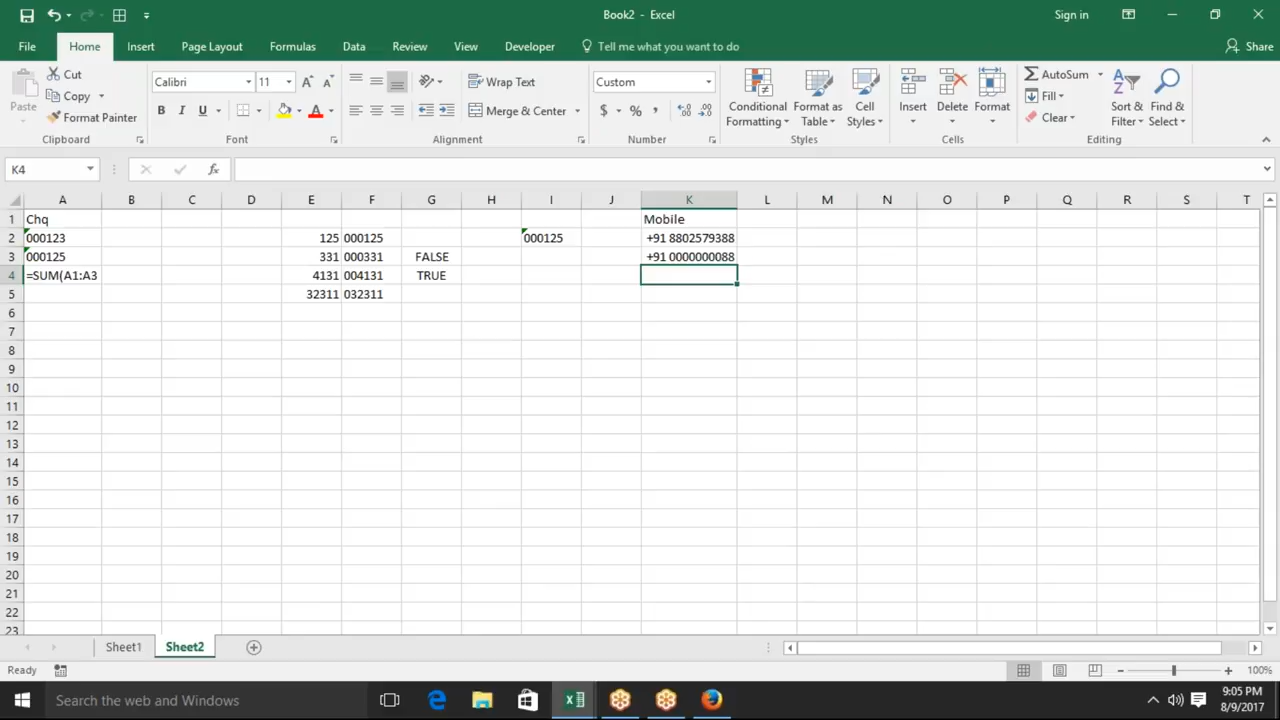 Book2 - Excel
Sign in
File Home Insert Page Layout Formulas Data Review View Developer Tell me what you want to do Share
Paste
Cut
Copy
Format Painter
Clipboard
Calibri 11
B I U
Font
Wrap Text
Merge & Center
Alignment
Custom
$ % ,
Number
Conditional Formatting
Format as Table
Cell Styles
Styles
Insert
Delete
Format
Cells
AutoSum
Fill
Clear
Sort & Filter
Find & Select
Editing
K4 fx
A B C D E F G H I J K L M N O P Q R S T
1 Chq Mobile
2 000123 125 000125 000125 +91 8802579388
3 000125 331 000331 FALSE +91 0000000088
4 =SUM(A1:A3 4131 004131 TRUE
5 32311 032311
6
7
8
9
10
11
12
13
14
15
16
17
18
19
20
21
22
23
Sheet1 Sheet2
Ready 100%
Search the web and Windows
9:05 PM
8/9/2017